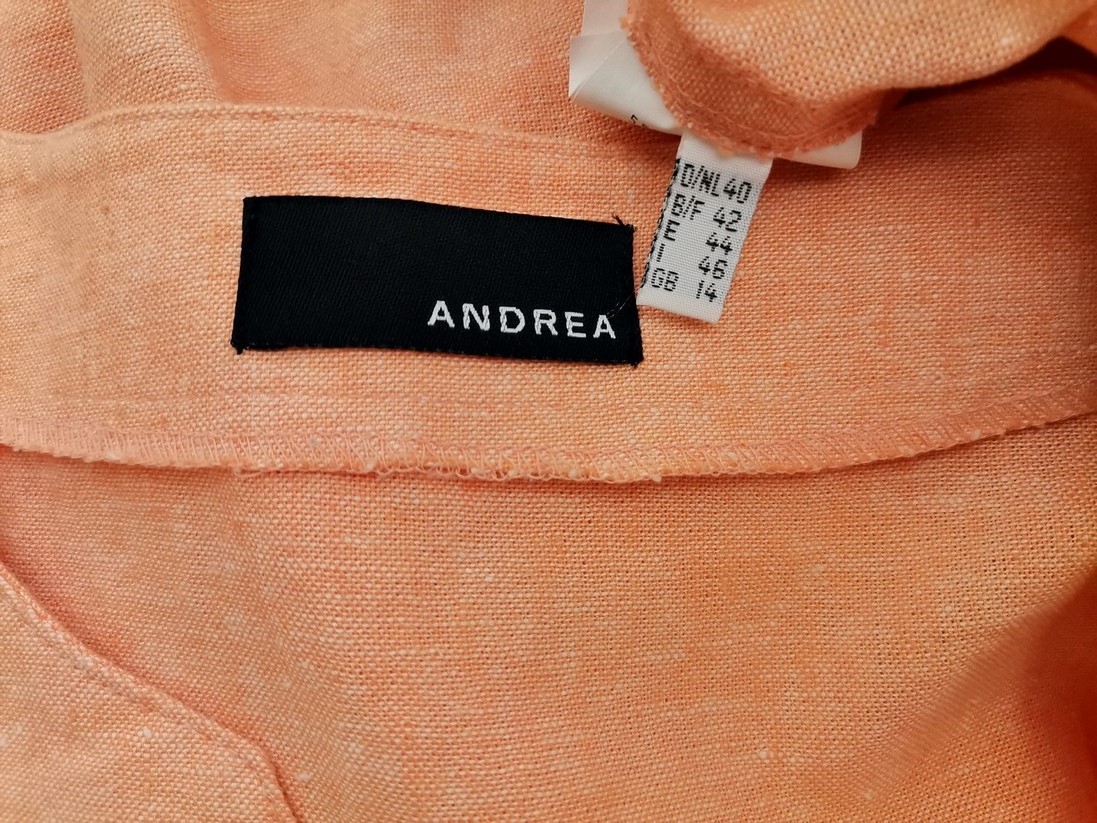 ANDREA
D/NL 40
B/F 42
E 44
I 46
GB 14